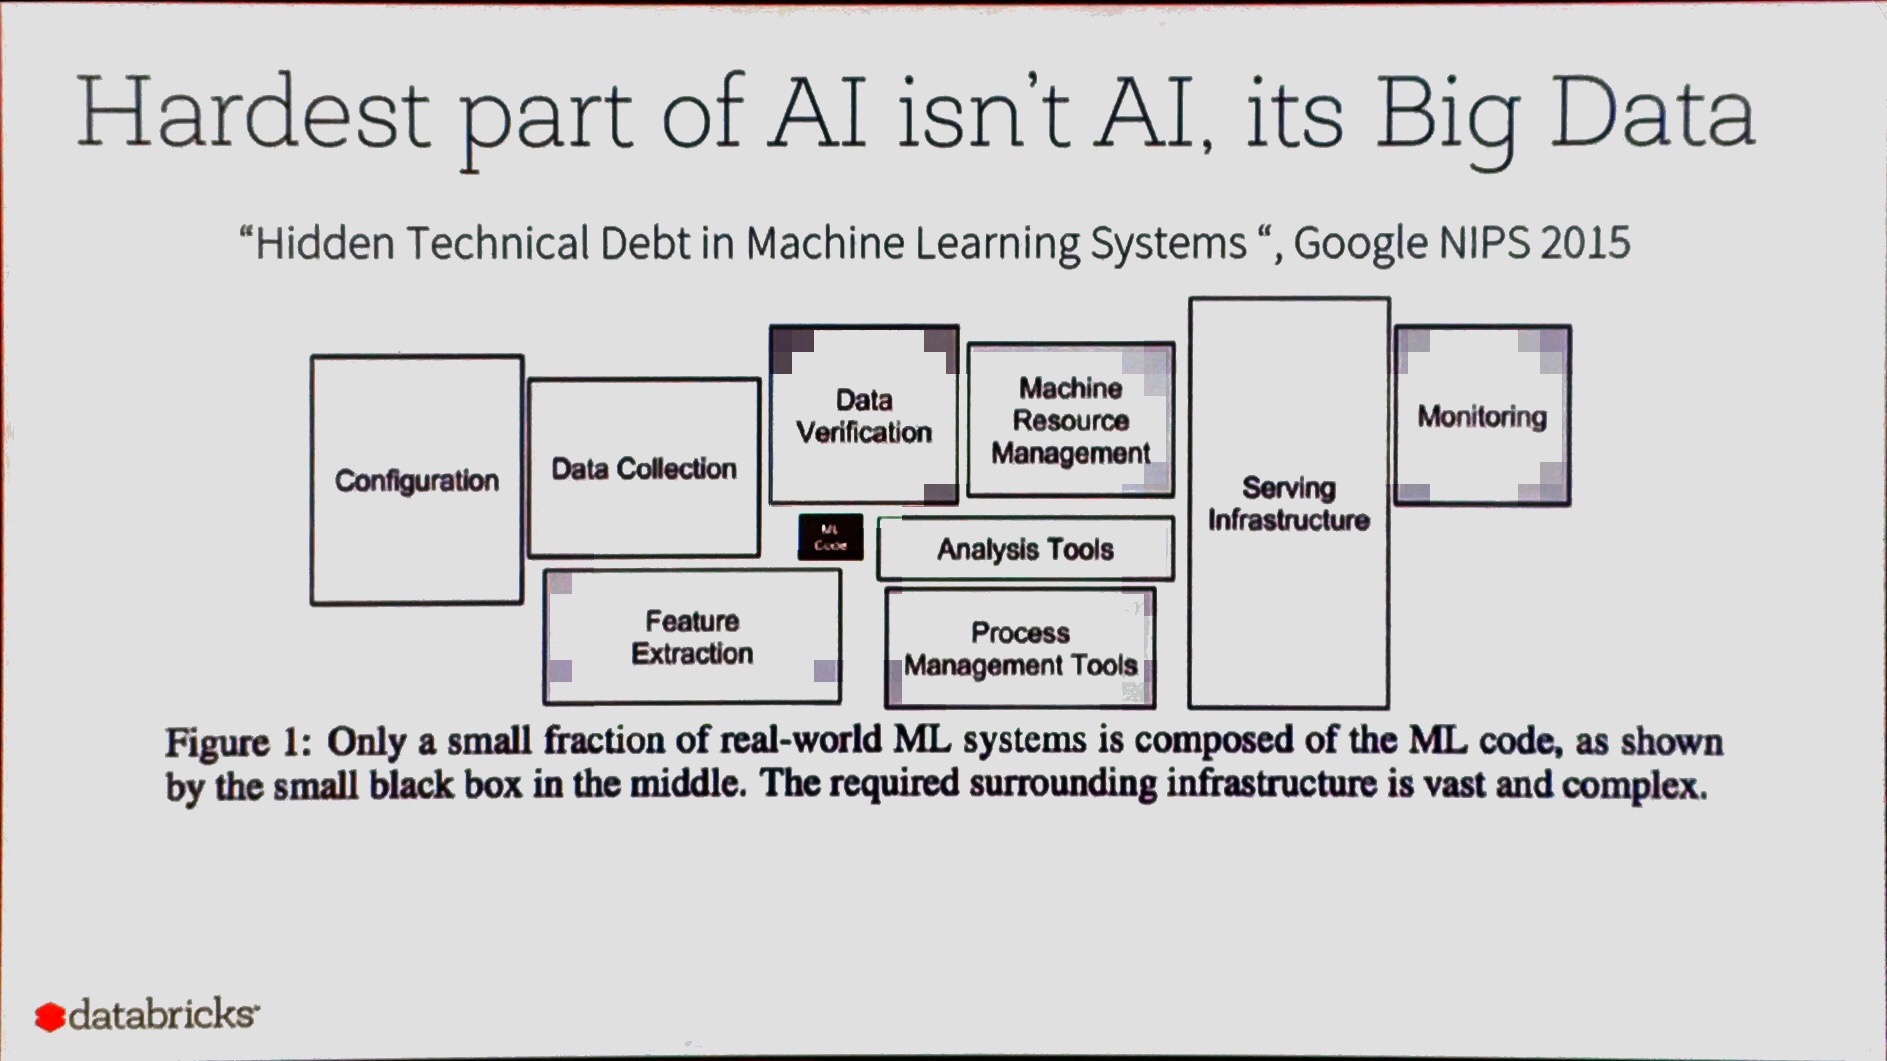 Hardest part of AI isn't AI, its Big Data
“Hidden Technical Debt in Machine Learning Systems “, Google NIPS 2015
Configuration
Data Collection
Data
Verification
Machine
Resource
Management
Monitoring
Serving
Infrastructure
ML
Code
Analysis Tools
Feature
Extraction
Process
Management Tools
Figure 1: Only a small fraction of real-world ML systems is composed of the ML code, as shown
by the small black box in the middle. The required surrounding infrastructure is vast and complex.
databricks